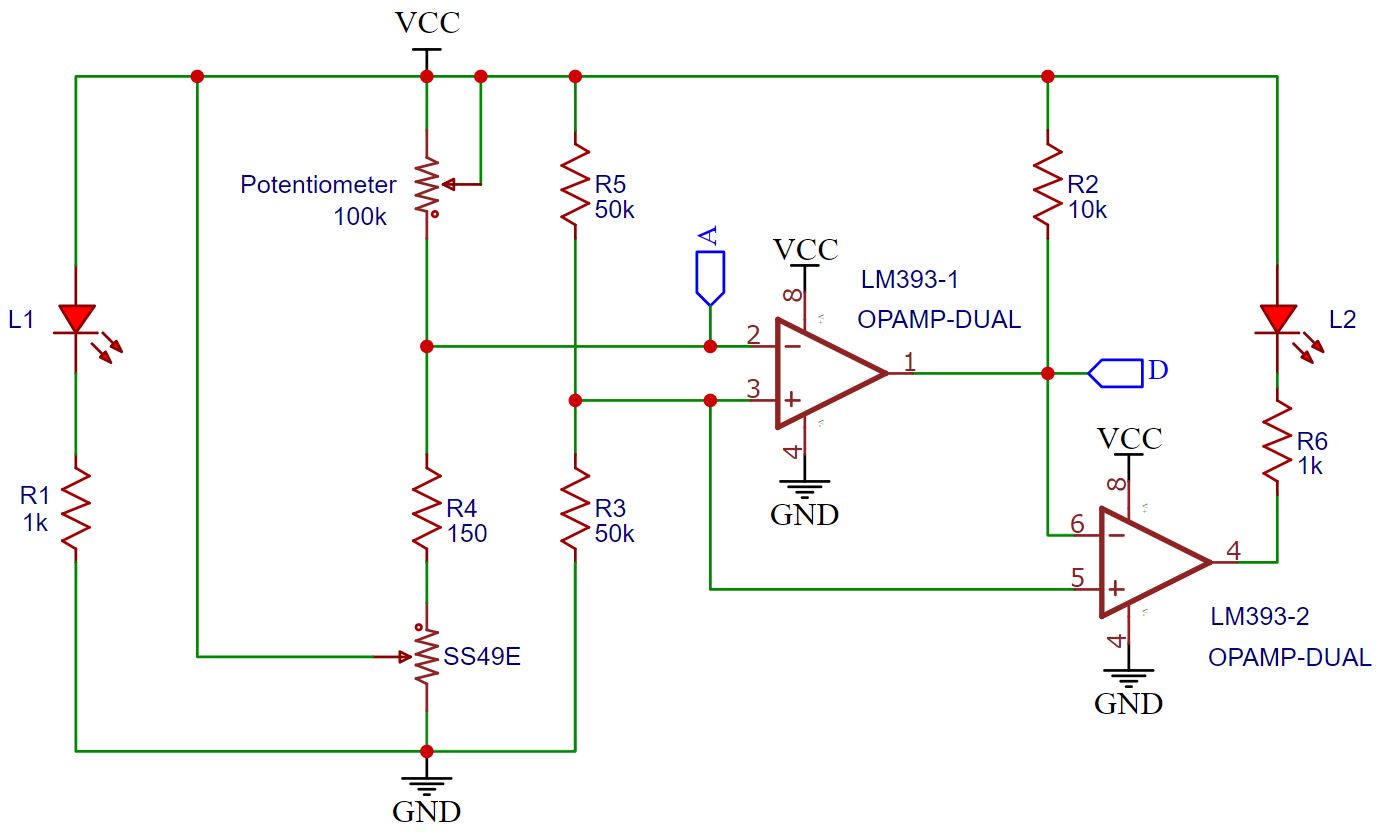 VCC
Potentiometer
100k
R5
50k
R2
10k
A
VCC
8
LM393-1
OPAMP-DUAL
L1
L2
2
1
3
D
4
GND
VCC
8
R6
1k
R1
1k
R4
150
R3
50k
6
5
4
4
SS49E
LM393-2
OPAMP-DUAL
GND
GND